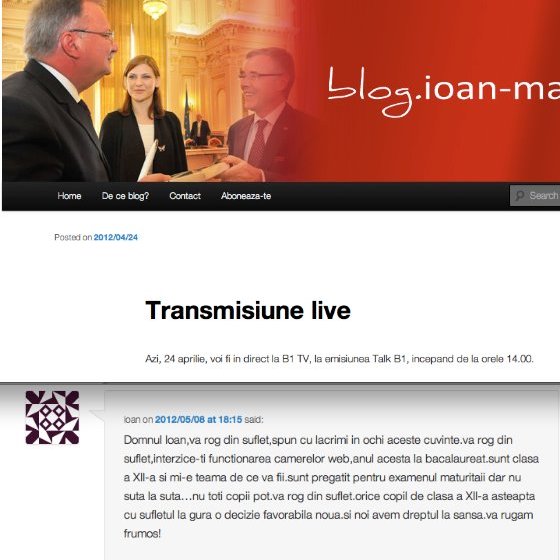 blog.ioan-ma
Home De ce blog? Contact Aboneaza-te Search
Posted on 2012/04/24
Transmisiune live
Azi, 24 aprilie, voi fi in direct la B1 TV, la emisiunea Talk B1, incepand de la orele 14.00.
ioan on 2012/05/08 at 18:15 said:
Domnul Ioan,va rog din suflet,spun cu lacrimi in ochi aceste cuvinte.va rog din
suflet,interzice-ti functionarea camerelor web,anul acesta la bacalaureat.sunt clasa
a XII-a si mi-e teama de ce va fii.sunt pregatit pentru examenul maturitaii dar nu
suta la suta...nu toti copii pot.va rog din suflet.orice copil de clasa a XII-a asteapta
cu sufletul la gura o decizie favorabila noua.si noi avem dreptul la sansa.va rugam
frumos!